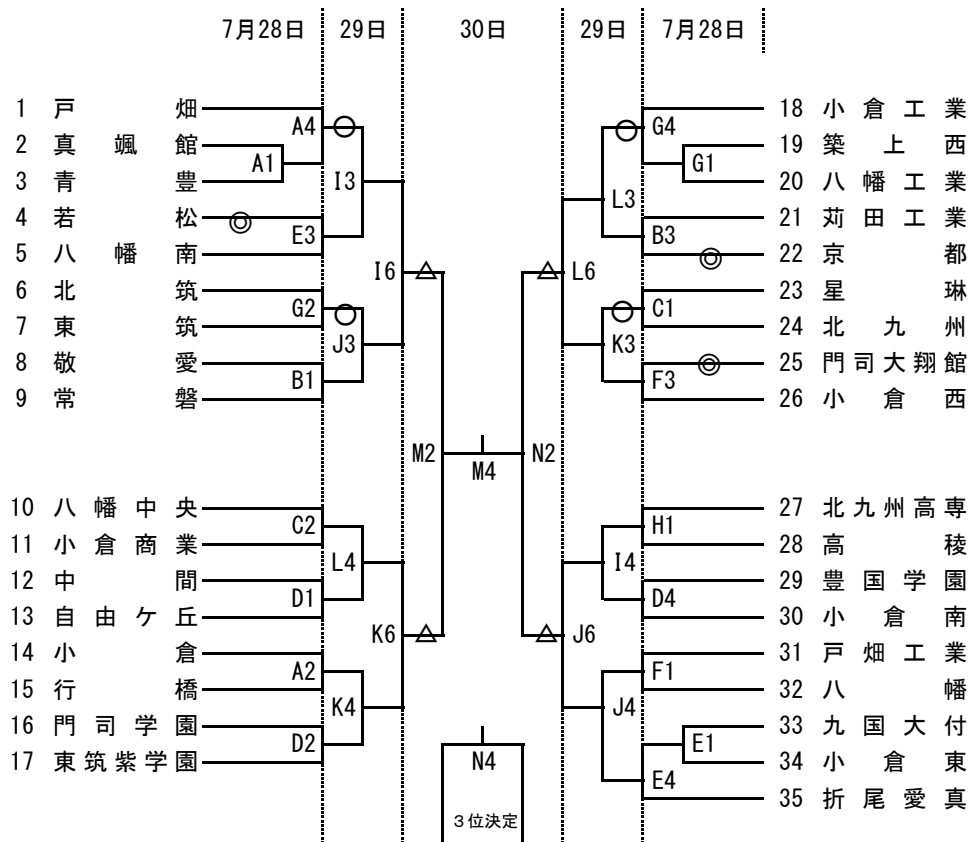 7月28日 29日 30日 29日 7月28日
1 戸畑 A4 ○ ○ G4 18 小倉工業
2 真颯館 A1 G1 19 築上西
3 青豊 I3 L3 20 八幡工業
4 若松 ◎ E3 B3 21 苅田工業
5 八幡南 ◎ 22 京都
I6 △ △ L6
6 北筑 G2 ○ ○ C1 23 星琳
7 東筑 J3 K3 24 北九州
8 敬愛 B1 F3 ◎ 25 門司大翔館
9 常磐 26 小倉西
M2 M4 N2
10 八幡中央 C2 H1 27 北九州高専
11 小倉商業 L4 I4 28 高稜
12 中間 D1 D4 29 豊国学園
13 自由ケ丘 30 小倉南
K6 △ △ J6
14 小倉 A2 F1 31 戸畑工業
15 行橋 K4 J4 32 八幡
16 門司学園 D2 E1 33 九国大付
17 東筑紫学園 N4 E4 34 小倉東
35 折尾愛真
3位決定